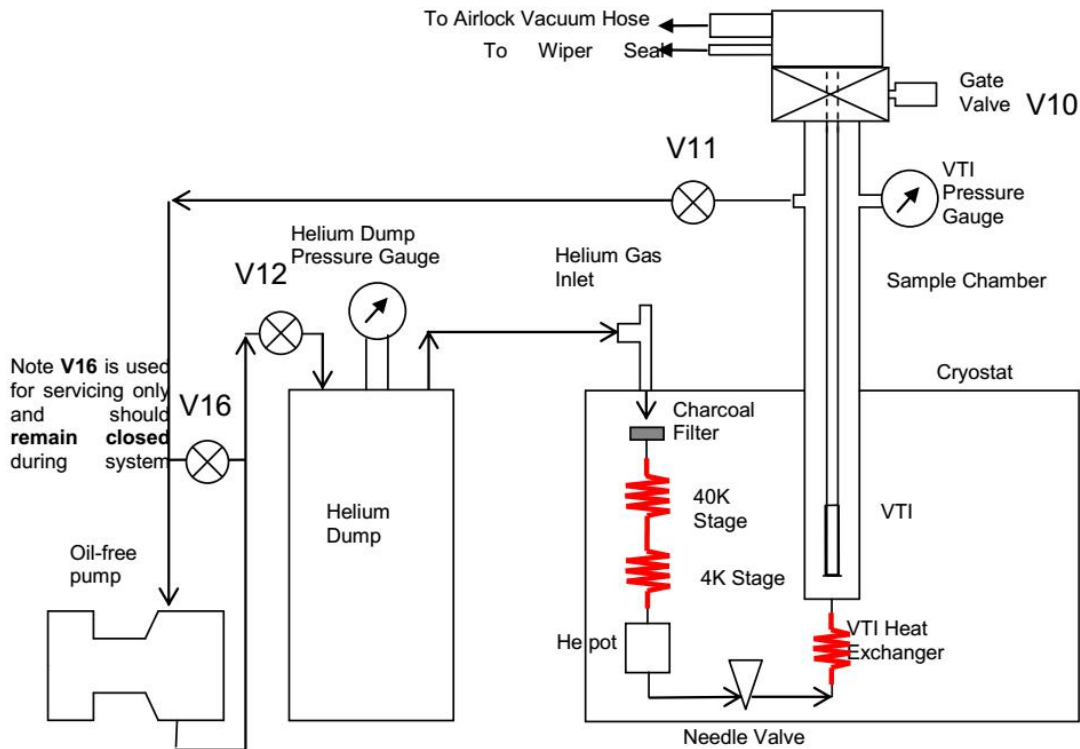 To Airlock Vacuum Hose
To Wiper Seal
Gate
Valve V10
V11
VTI
Pressure
Gauge
Helium Dump
Pressure Gauge
Helium Gas
Inlet
V12
Sample Chamber
Note V16 is used
for servicing only
and should
remain closed
during system
V16
Cryostat
Charcoal
Filter
40K
Stage
Helium
Dump
VTI
Oil-free
pump
4K Stage
He pot
VTI Heat
Exchanger
Needle Valve